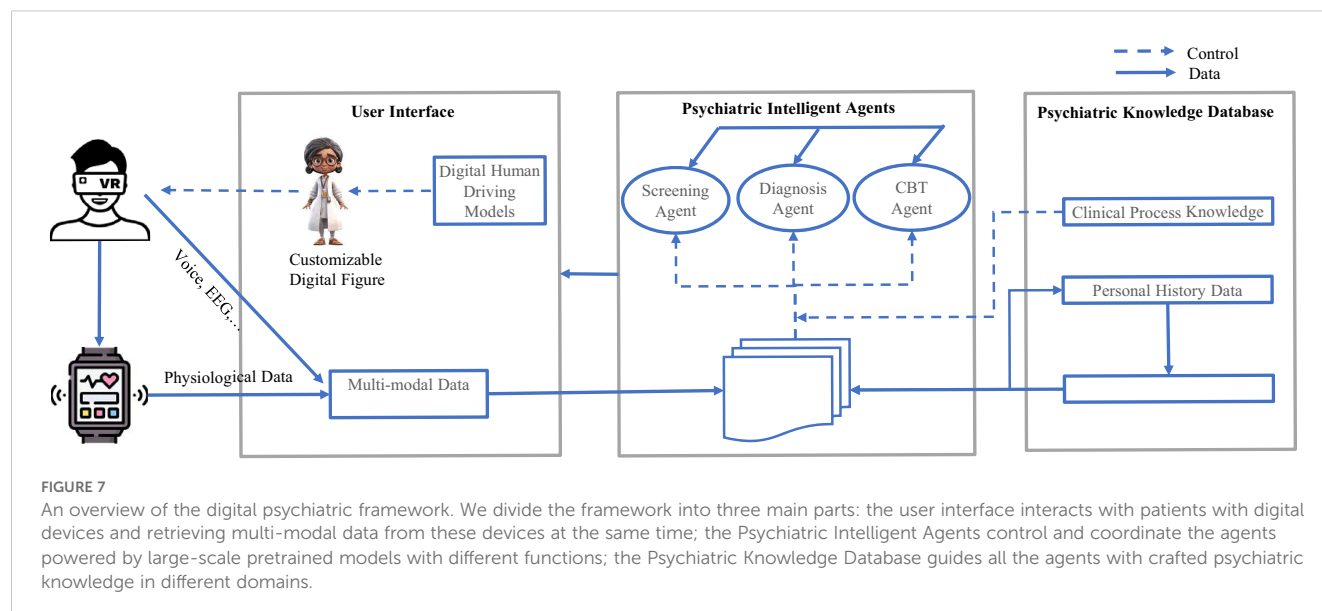 Control
Data
User Interface
Psychiatric Intelligent Agents
Psychiatric Knowledge Database
VR
Digital Human
Driving
Models
Customizable
Digital Figure
Screening
Agent
Diagnosis
Agent
CBT
Agent
Clinical Process Knowledge
Voice, EEG,…
Personal History Data
Physiological Data
Multi-modal Data
FIGURE 7
An overview of the digital psychiatric framework. We divide the framework into three main parts: the user interface interacts with patients with digital
devices and retrieving multi-modal data from these devices at the same time; the Psychiatric Intelligent Agents control and coordinate the agents
powered by large-scale pretrained models with different functions; the Psychiatric Knowledge Database guides all the agents with crafted psychiatric
knowledge in different domains.